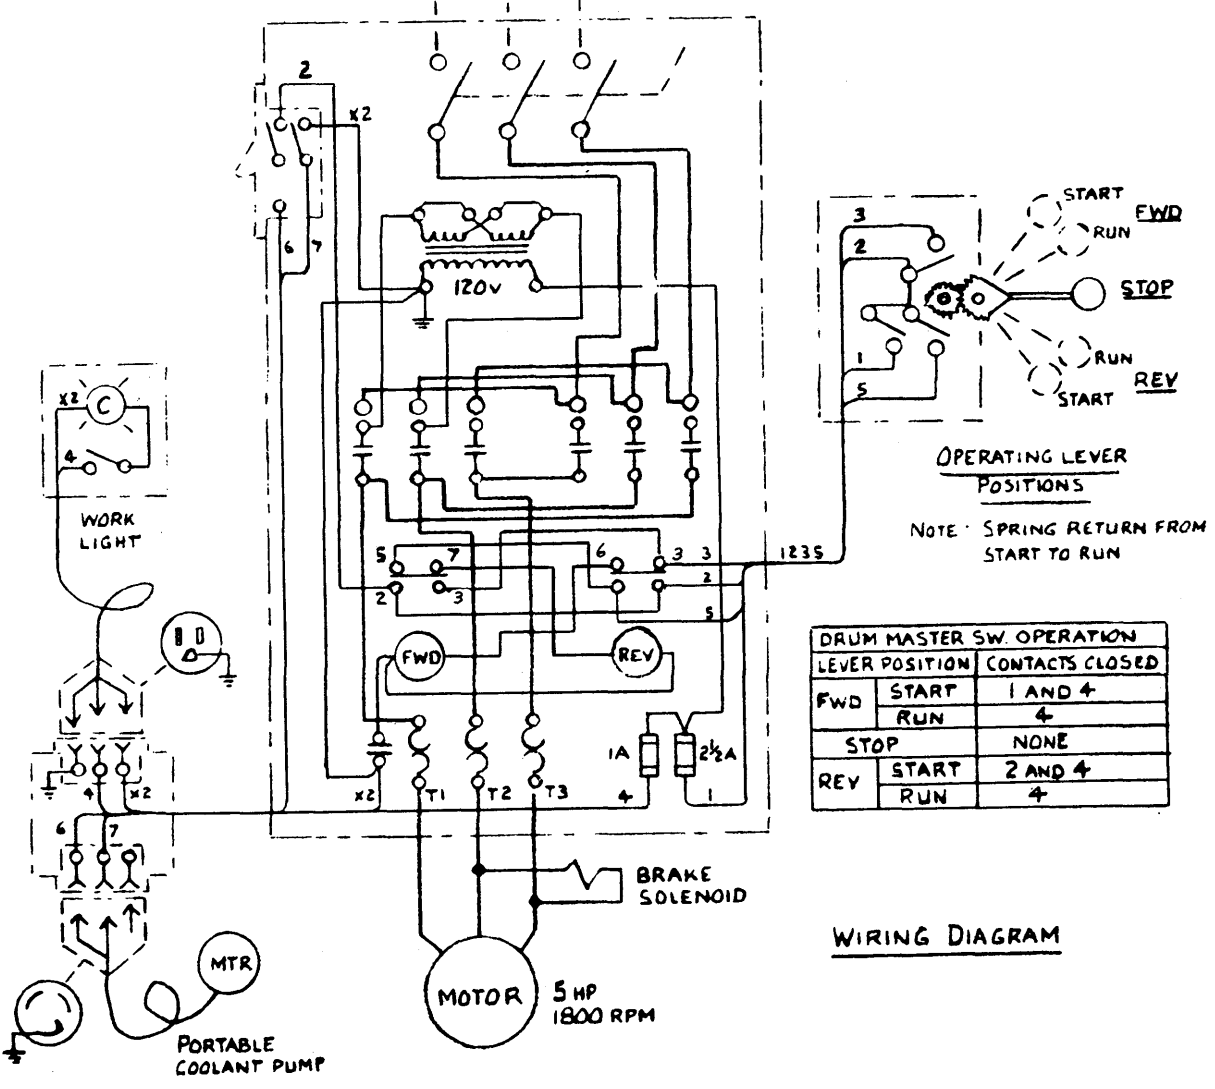 2
X2
6
7
120V
3
2
1
5
START
FWD
RUN
STOP
RUN
REV
START
OPERATING LEVER
POSITIONS
NOTE · SPRING RETURN FROM
START TO RUN
X2
C
4
WORK
LIGHT
5
7
6
3
3
1235
2
3
2
5
FWD
REV
1A
2½A
4
X2
X2
T1
T2
T3
4
1
6
7
DRUM MASTER SW. OPERATION
LEVER POSITION CONTACTS CLOSED
FWD START 1 AND 4
RUN 4
STOP NONE
REV START 2 AND 4
RUN 4
BRAKE
SOLENOID
WIRING DIAGRAM
MTR
MOTOR
5 HP
1800 RPM
PORTABLE
COOLANT PUMP